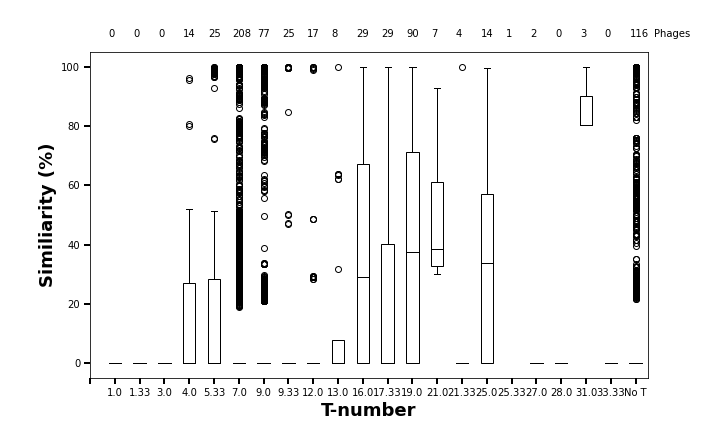 0 0 0 14 25 208 77 25 17 8 29 29 90 7 4 14 1 2 0 3 0 116 Phages
100
80
60
40
20
0
Similiarity (%)
1.0 1.33 3.0 4.0 5.33 7.0 9.0 9.33 12.0 13.0 16.0 17.33 19.0 21.0 21.33 25.0 25.33 27.0 28.0 31.0 33.33 No T
T-number